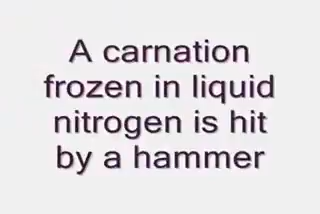 A carnation
frozen in liquid
nitrogen is hit
by a hammer